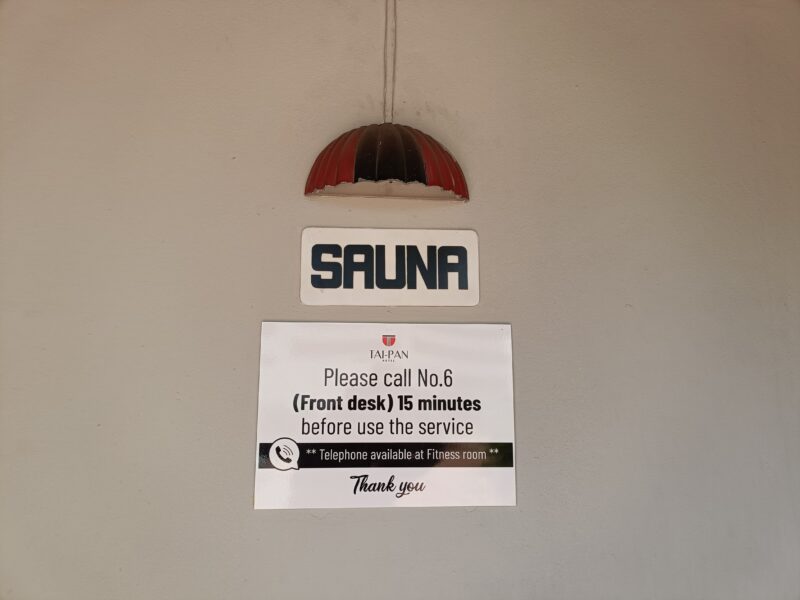 SAUNA
TAI-PAN
HOTEL
Please call No.6
(Front desk) 15 minutes
before use the service
** Telephone available at Fitness room **
Thank you